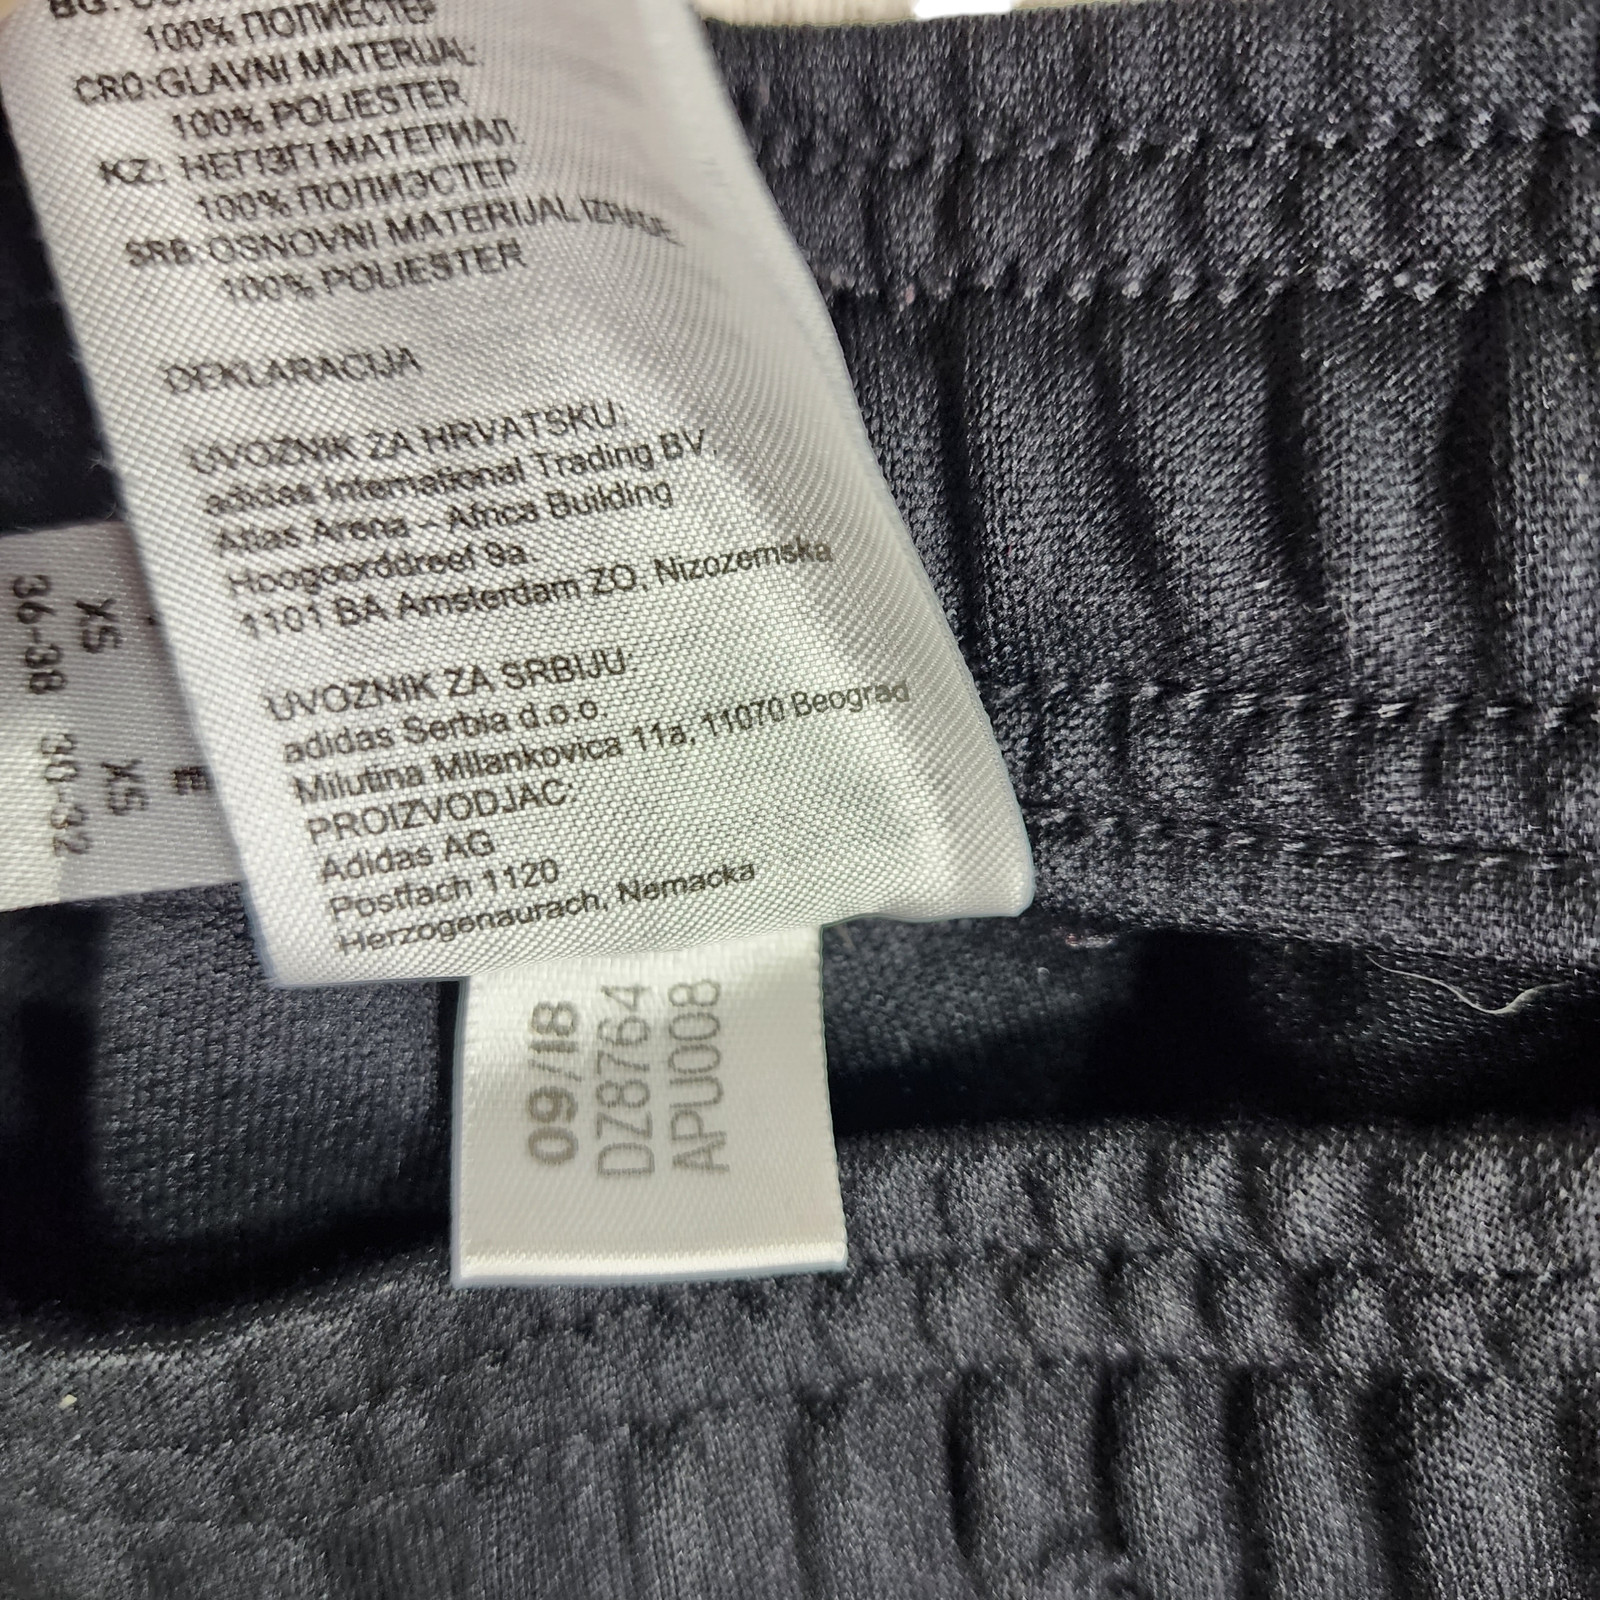 BG:
100% ПОЛИЕСТЕР
CRO:GLAVNI MATERIJAL:
100% POLIESTER
KZ: НЕГІЗГІ МАТЕРИАЛ:
100% ПОЛИЭСТЕР
SRB:OSNOVNI MATERIJAL IZRADE
100% POLIESTER
DEKLARACIJA
UVOZNIK ZA HRVATSKU:
adidas International Trading BV,
Atlas Arena - Africa Building
Hoogoorddreef 9a.
1101 BA Amsterdam ZO, Nizozemska
UVOZNIK ZA SRBIJU:
adidas Serbia d.o.o.
Milutina Milankovica 11a, 11070 Beograd
PROIZVODJAC:
Adidas AG
Postfach 1120
Herzogenaurach, Nemacka
XS XS
36-38 30-32
09/18
DZ8764
APU008